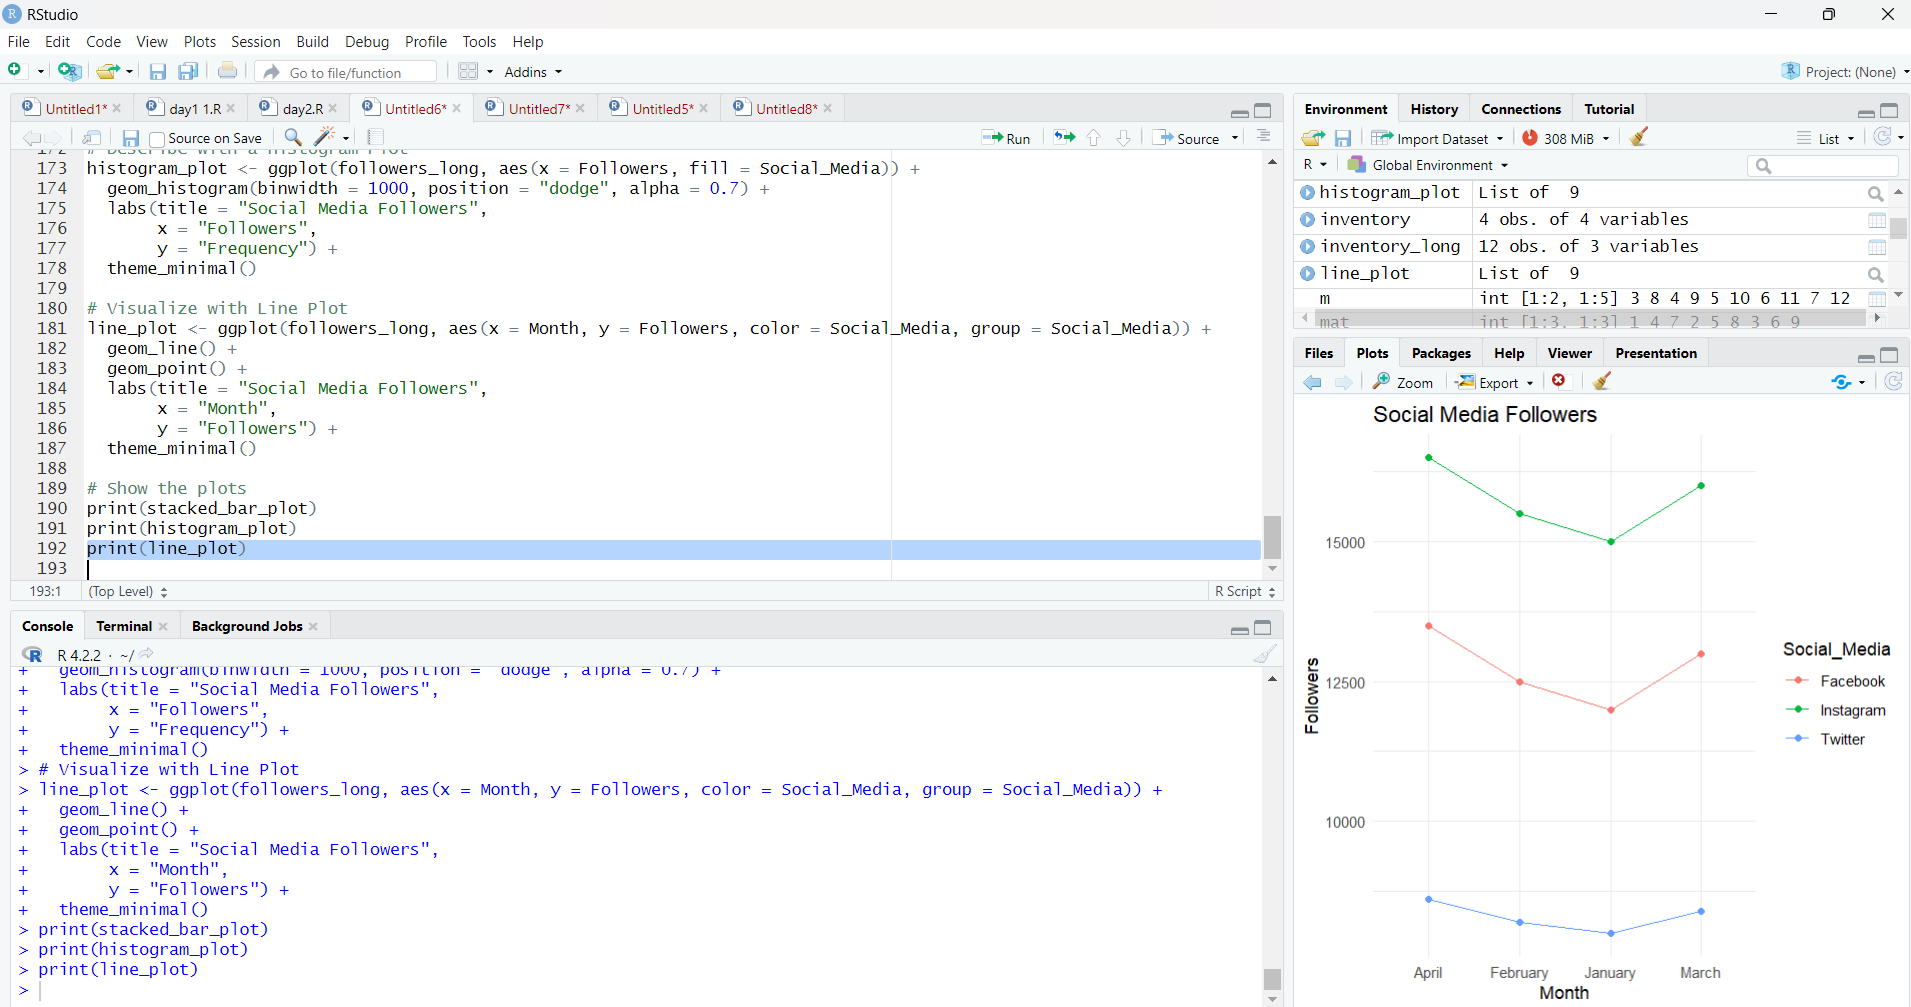 RStudio
File Edit Code View Plots Session Build Debug Profile Tools Help
Go to file/function Addins Project: (None)
Untitled1* day1 1.R day2.R Untitled6* Untitled7* Untitled5* Untitled8*
Source on Save Run Source
172 # Describe with a Histogram Plot
173 histogram_plot <- ggplot(followers_long, aes(x = Followers, fill = Social_Media)) +
174 geom_histogram(binwidth = 1000, position = "dodge", alpha = 0.7) +
175 labs(title = "Social Media Followers",
176 x = "Followers",
177 y = "Frequency") +
178 theme_minimal()
179
180 # Visualize with Line Plot
181 line_plot <- ggplot(followers_long, aes(x = Month, y = Followers, color = Social_Media, group = Social_Media)) +
182 geom_line() +
183 geom_point() +
184 labs(title = "Social Media Followers",
185 x = "Month",
186 y = "Followers") +
187 theme_minimal()
188
189 # Show the plots
190 print(stacked_bar_plot)
191 print(histogram_plot)
192 print(line_plot)
193
193:1 (Top Level) R Script
Console Terminal Background Jobs
R 4.2.2 · ~/
+ geom_histogram(binwidth = 1000, position = "dodge", alpha = 0.7) +
+ labs(title = "Social Media Followers",
+ x = "Followers",
+ y = "Frequency") +
+ theme_minimal()
> # Visualize with Line Plot
> line_plot <- ggplot(followers_long, aes(x = Month, y = Followers, color = Social_Media, group = Social_Media)) +
+ geom_line() +
+ geom_point() +
+ labs(title = "Social Media Followers",
+ x = "Month",
+ y = "Followers") +
+ theme_minimal()
> print(stacked_bar_plot)
> print(histogram_plot)
> print(line_plot)
>
Environment History Connections Tutorial
Import Dataset 308 MiB List
R Global Environment
histogram_plot List of 9
inventory 4 obs. of 4 variables
inventory_long 12 obs. of 3 variables
line_plot List of 9
m int [1:2, 1:5] 3 8 4 9 5 10 6 11 7 12
mat int [1:3, 1:3] 1 4 7 2 5 8 3 6 9
Files Plots Packages Help Viewer Presentation
Zoom Export
Social Media Followers
15000
12500
10000
Followers
April February January March
Month
Social_Media
Facebook
Instagram
Twitter